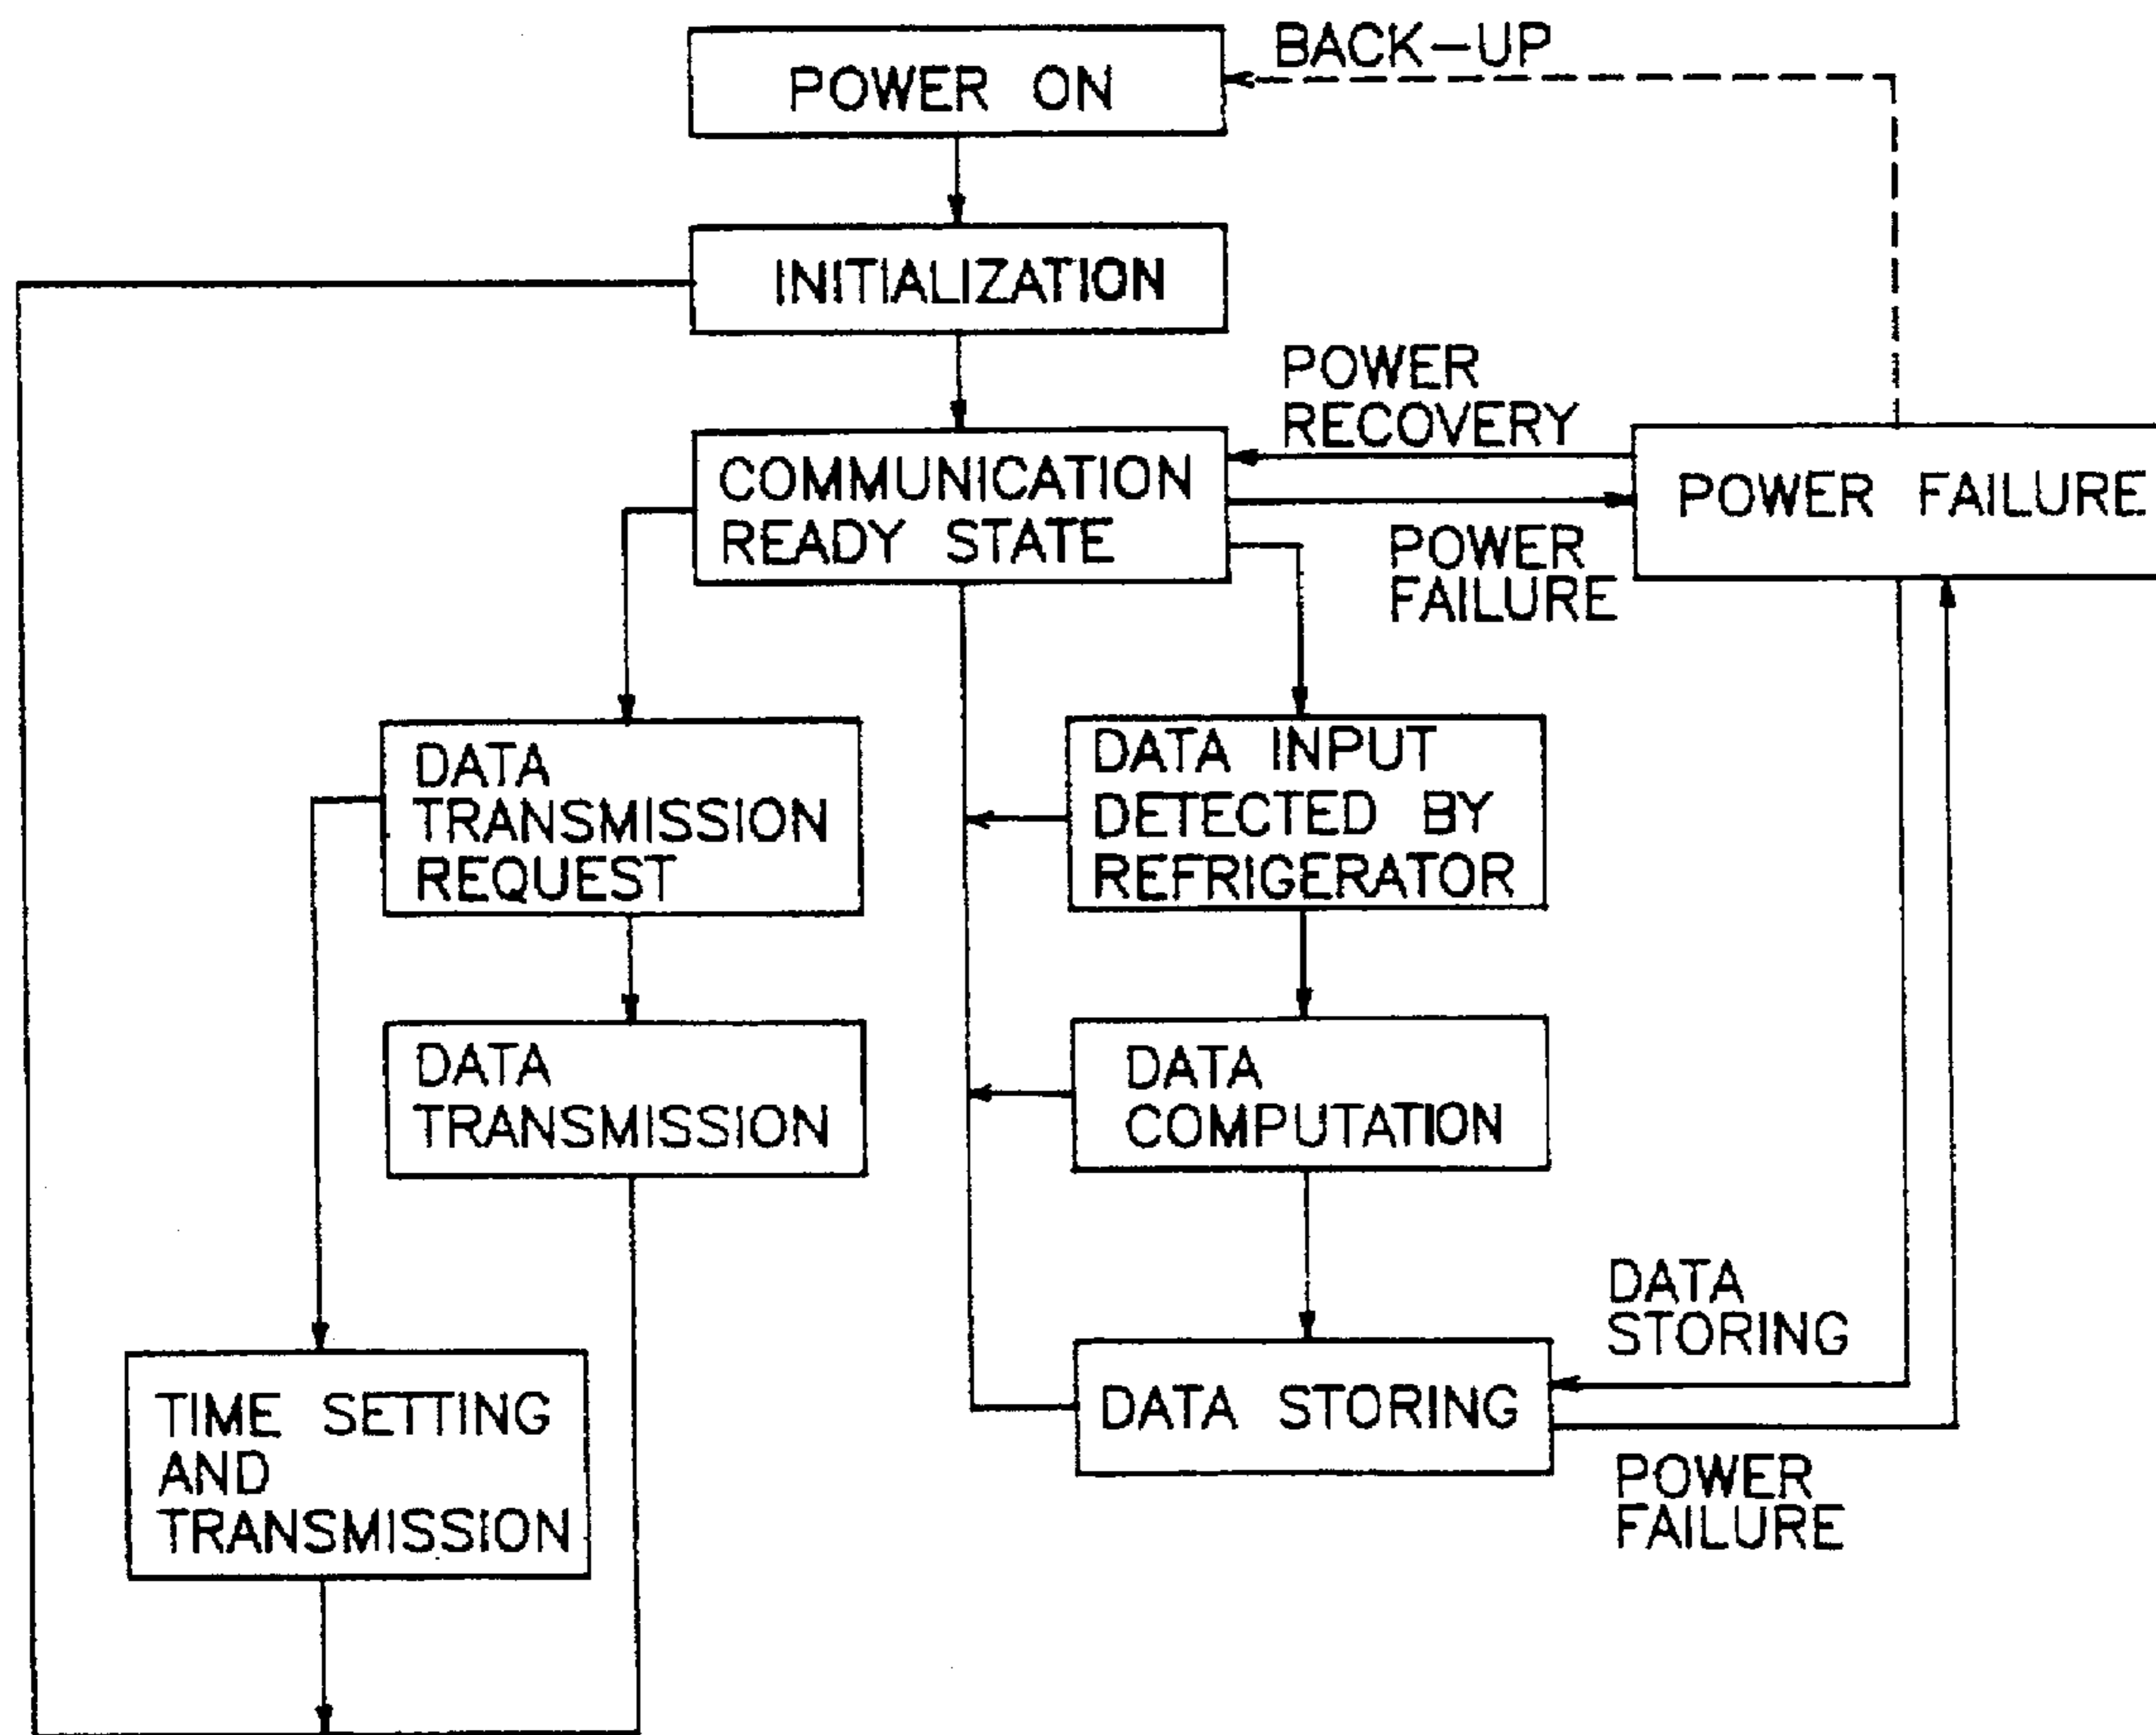 POWER ON
BACK-UP
INITIALIZATION
POWER
RECOVERY
COMMUNICATION
READY STATE
POWER FAILURE
POWER
FAILURE
DATA
TRANSMISSION
REQUEST
DATA INPUT
DETECTED BY
REFRIGERATOR
DATA
TRANSMISSION
DATA
COMPUTATION
DATA
STORING
TIME SETTING
AND
TRANSMISSION
DATA STORING
POWER
FAILURE